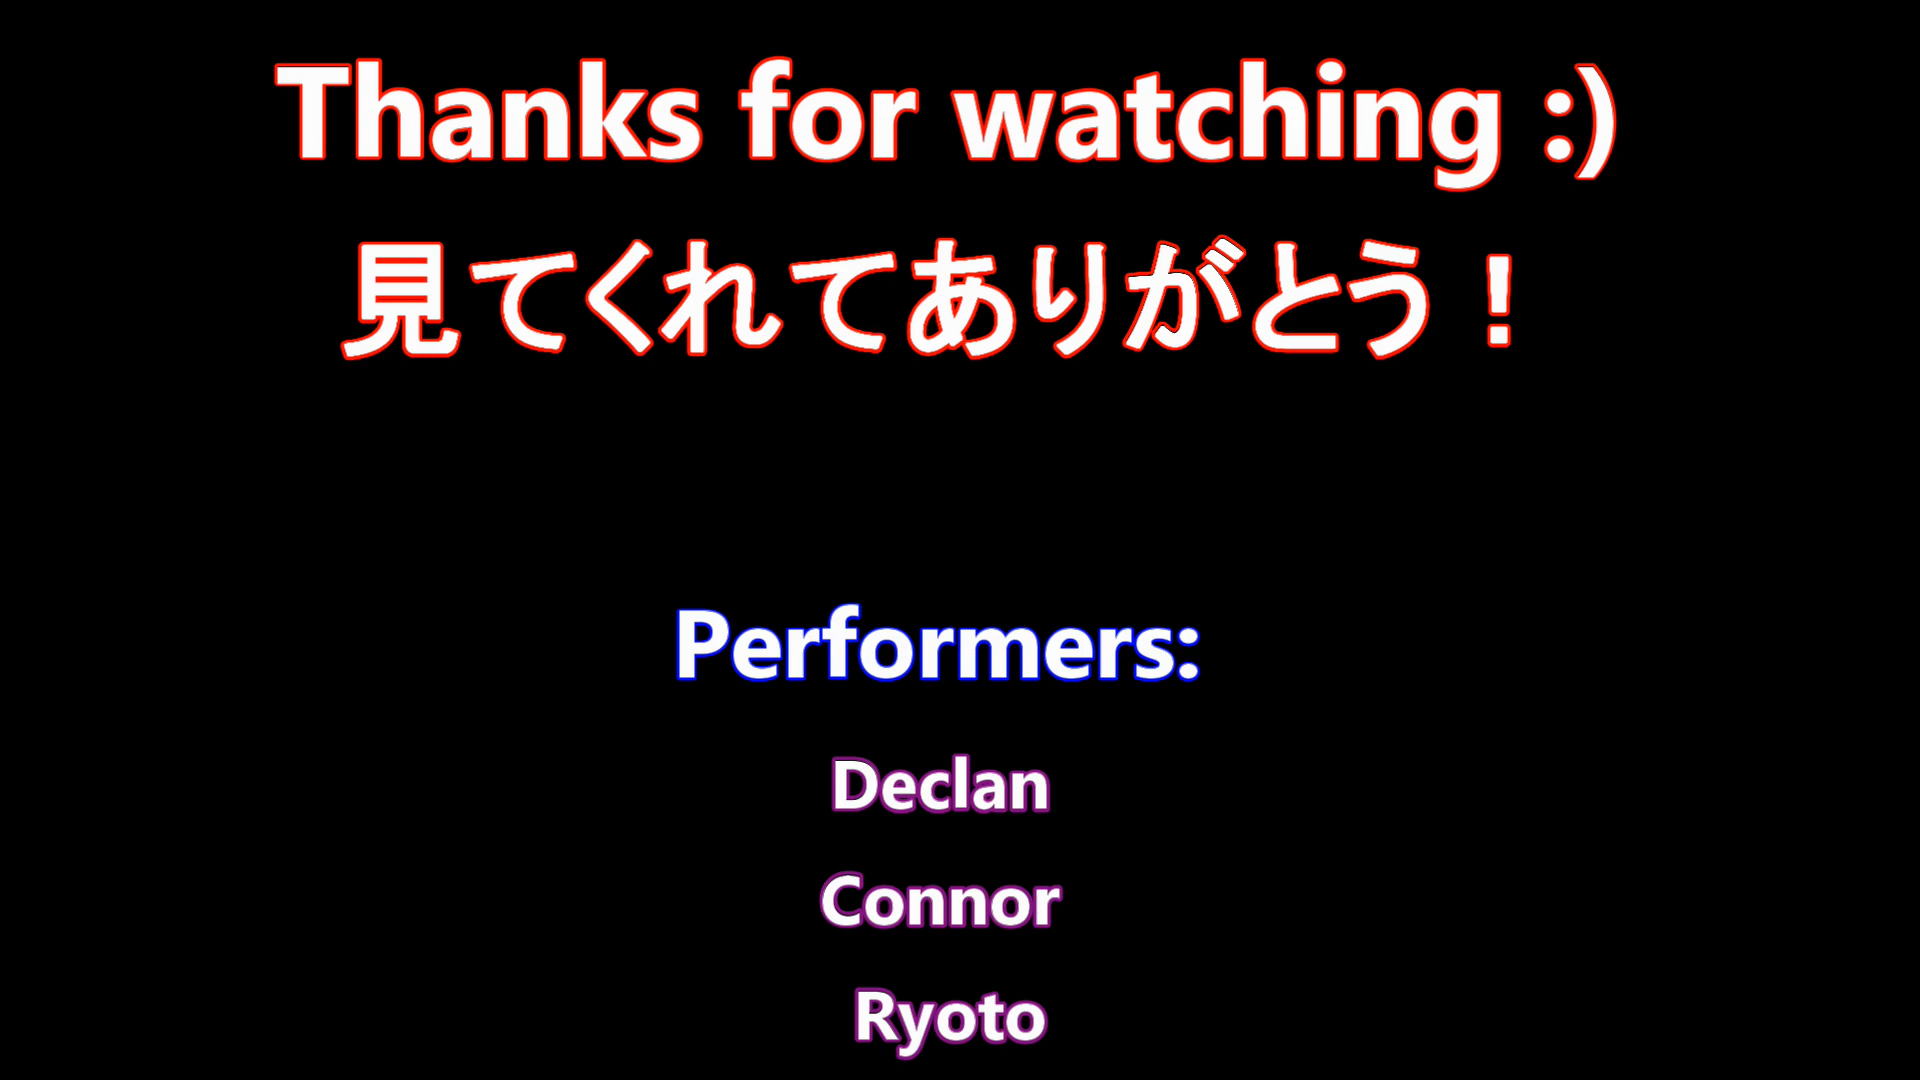 Thanks for watching :)
見てくれてありがとう！
Performers:
Declan
Connor
Ryoto